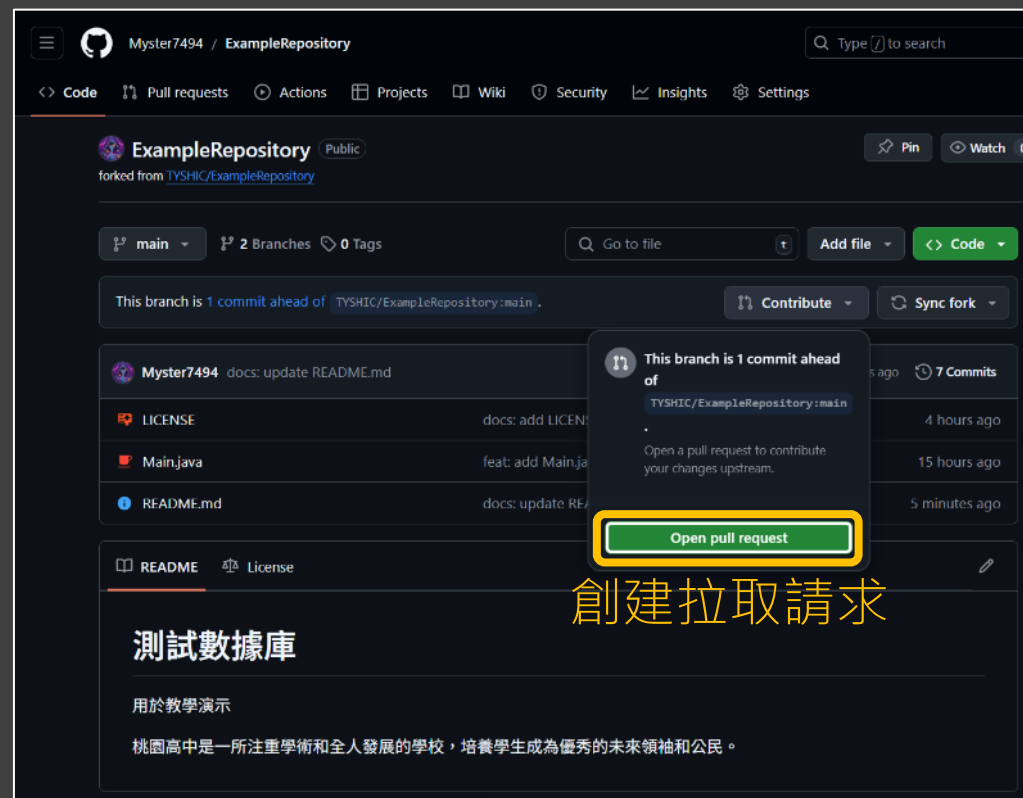 Myster7494 / ExampleRepository
Type / to search
Code Pull requests Actions Projects Wiki Security Insights Settings
ExampleRepository Public
Pin Watch
forked from TYSHIC/ExampleRepository
main 2 Branches 0 Tags
Go to file t Add file Code
This branch is 1 commit ahead of TYSHIC/ExampleRepository:main .
Contribute Sync fork
This branch is 1 commit ahead
of
TYSHIC/ExampleRepository:main
.
Open a pull request to contribute
your changes upstream.
Open pull request
創建拉取請求
Myster7494 docs: update README.md
ago 7 Commits
LICENSE docs: add LICEN 4 hours ago
Main.java feat: add Main.ja 15 hours ago
README.md docs: update RE 5 minutes ago
README License
測試數據庫
用於教學演示
桃園高中是一所注重學術和全人發展的學校，培養學生成為優秀的未來領袖和公民。